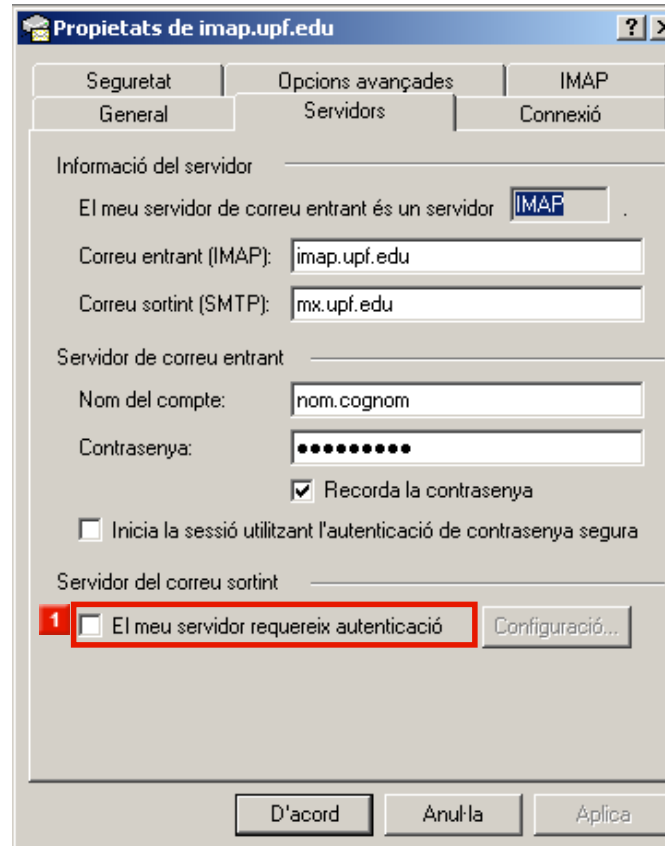 Propietats de imap.upf.edu
Seguretat Opcions avançades IMAP
General Servidors Connexió
Informació del servidor
El meu servidor de correu entrant és un servidor IMAP .
Correu entrant (IMAP): imap.upf.edu
Correu sortint (SMTP): mx.upf.edu
Servidor de correu entrant
Nom del compte: nom.cognom
Contrasenya: •••••••••
Recorda la contrasenya
Inicia la sessió utilitzant l'autenticació de contrasenya segura
Servidor del correu sortint
1 El meu servidor requereix autenticació Configuració...
D'acord Anul·la Aplica